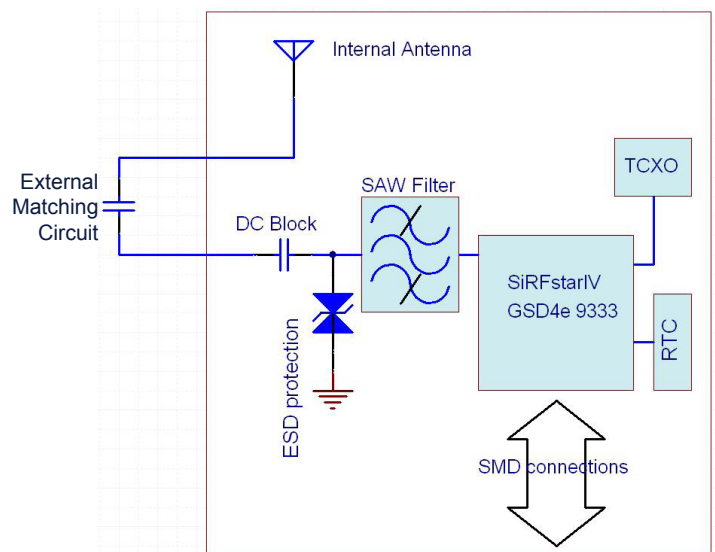 Internal Antenna
TCXO
External
Matching
Circuit
SAW Filter
DC Block
SiRFstarIV
GSD4e 9333
RTC
ESD protection
SMD connections